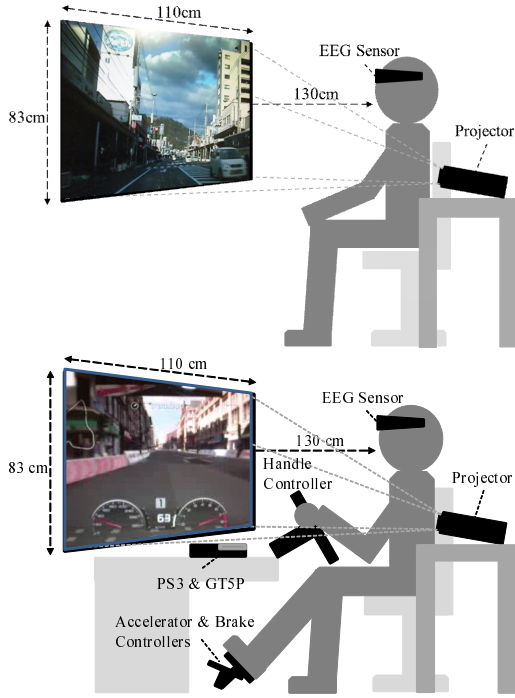 110cm
EEG Sensor
83cm
130cm
Projector
110 cm
EEG Sensor
83 cm
130 cm
Handle
Controller
Projector
1
63
PS3 & GT5P
Accelerator & Brake
Controllers